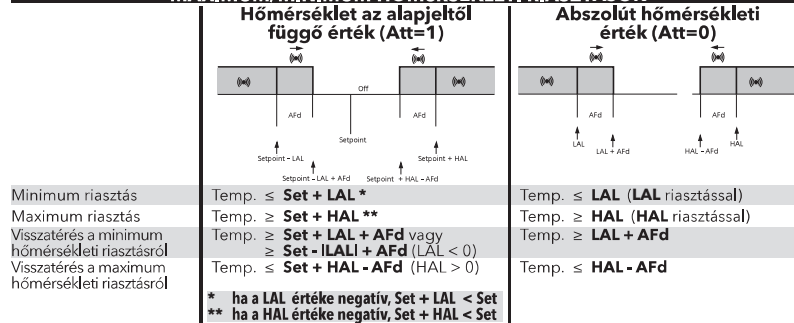 MAXIMUM/MINIMUM HŐMÉRSÉKLETI RIASZTÁSOK
Hőmérséklet az alapjeltől
függő érték (Att=1)
Abszolút hőmérsékleti
érték (Att=0)
Off
AFd
AFd
AFd
AFd
Setpoint
Setpoint - LAL
Setpoint + HAL
Setpoint - LAL + AFd
Setpoint + HAL - AFd
LAL
LAL + AFd
HAL - AFd
HAL
Minimum riasztás
Temp. ≤ Set + LAL *
Temp. ≤ LAL (LAL riasztással)
Maximum riasztás
Temp. ≥ Set + HAL **
Temp. ≥ HAL (HAL riasztással)
Visszatérés a minimum
hőmérsékleti riasztásról
Temp. ≥ Set + LAL + AFd vagy
≥ Set - |LAL| + AFd (LAL < 0)
Temp. ≥ LAL + AFd
Visszatérés a maximum
hőmérsékleti riasztásról
Temp. ≤ Set + HAL - AFd (HAL > 0)
Temp. ≤ HAL - AFd
* ha a LAL értéke negatív, Set + LAL < Set
** ha a HAL értéke negatív, Set + HAL < Set